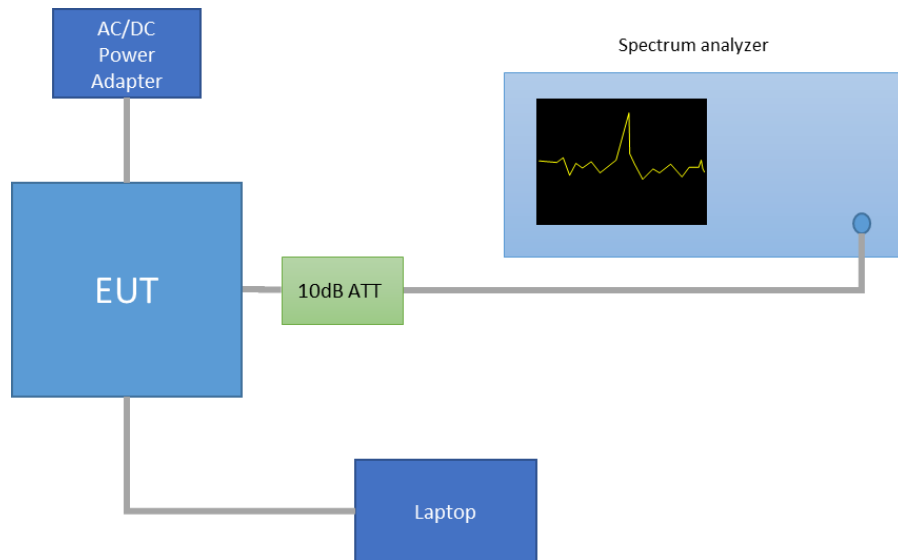 AC/DC
Power
Adapter
Spectrum analyzer
EUT
10dB ATT
Laptop